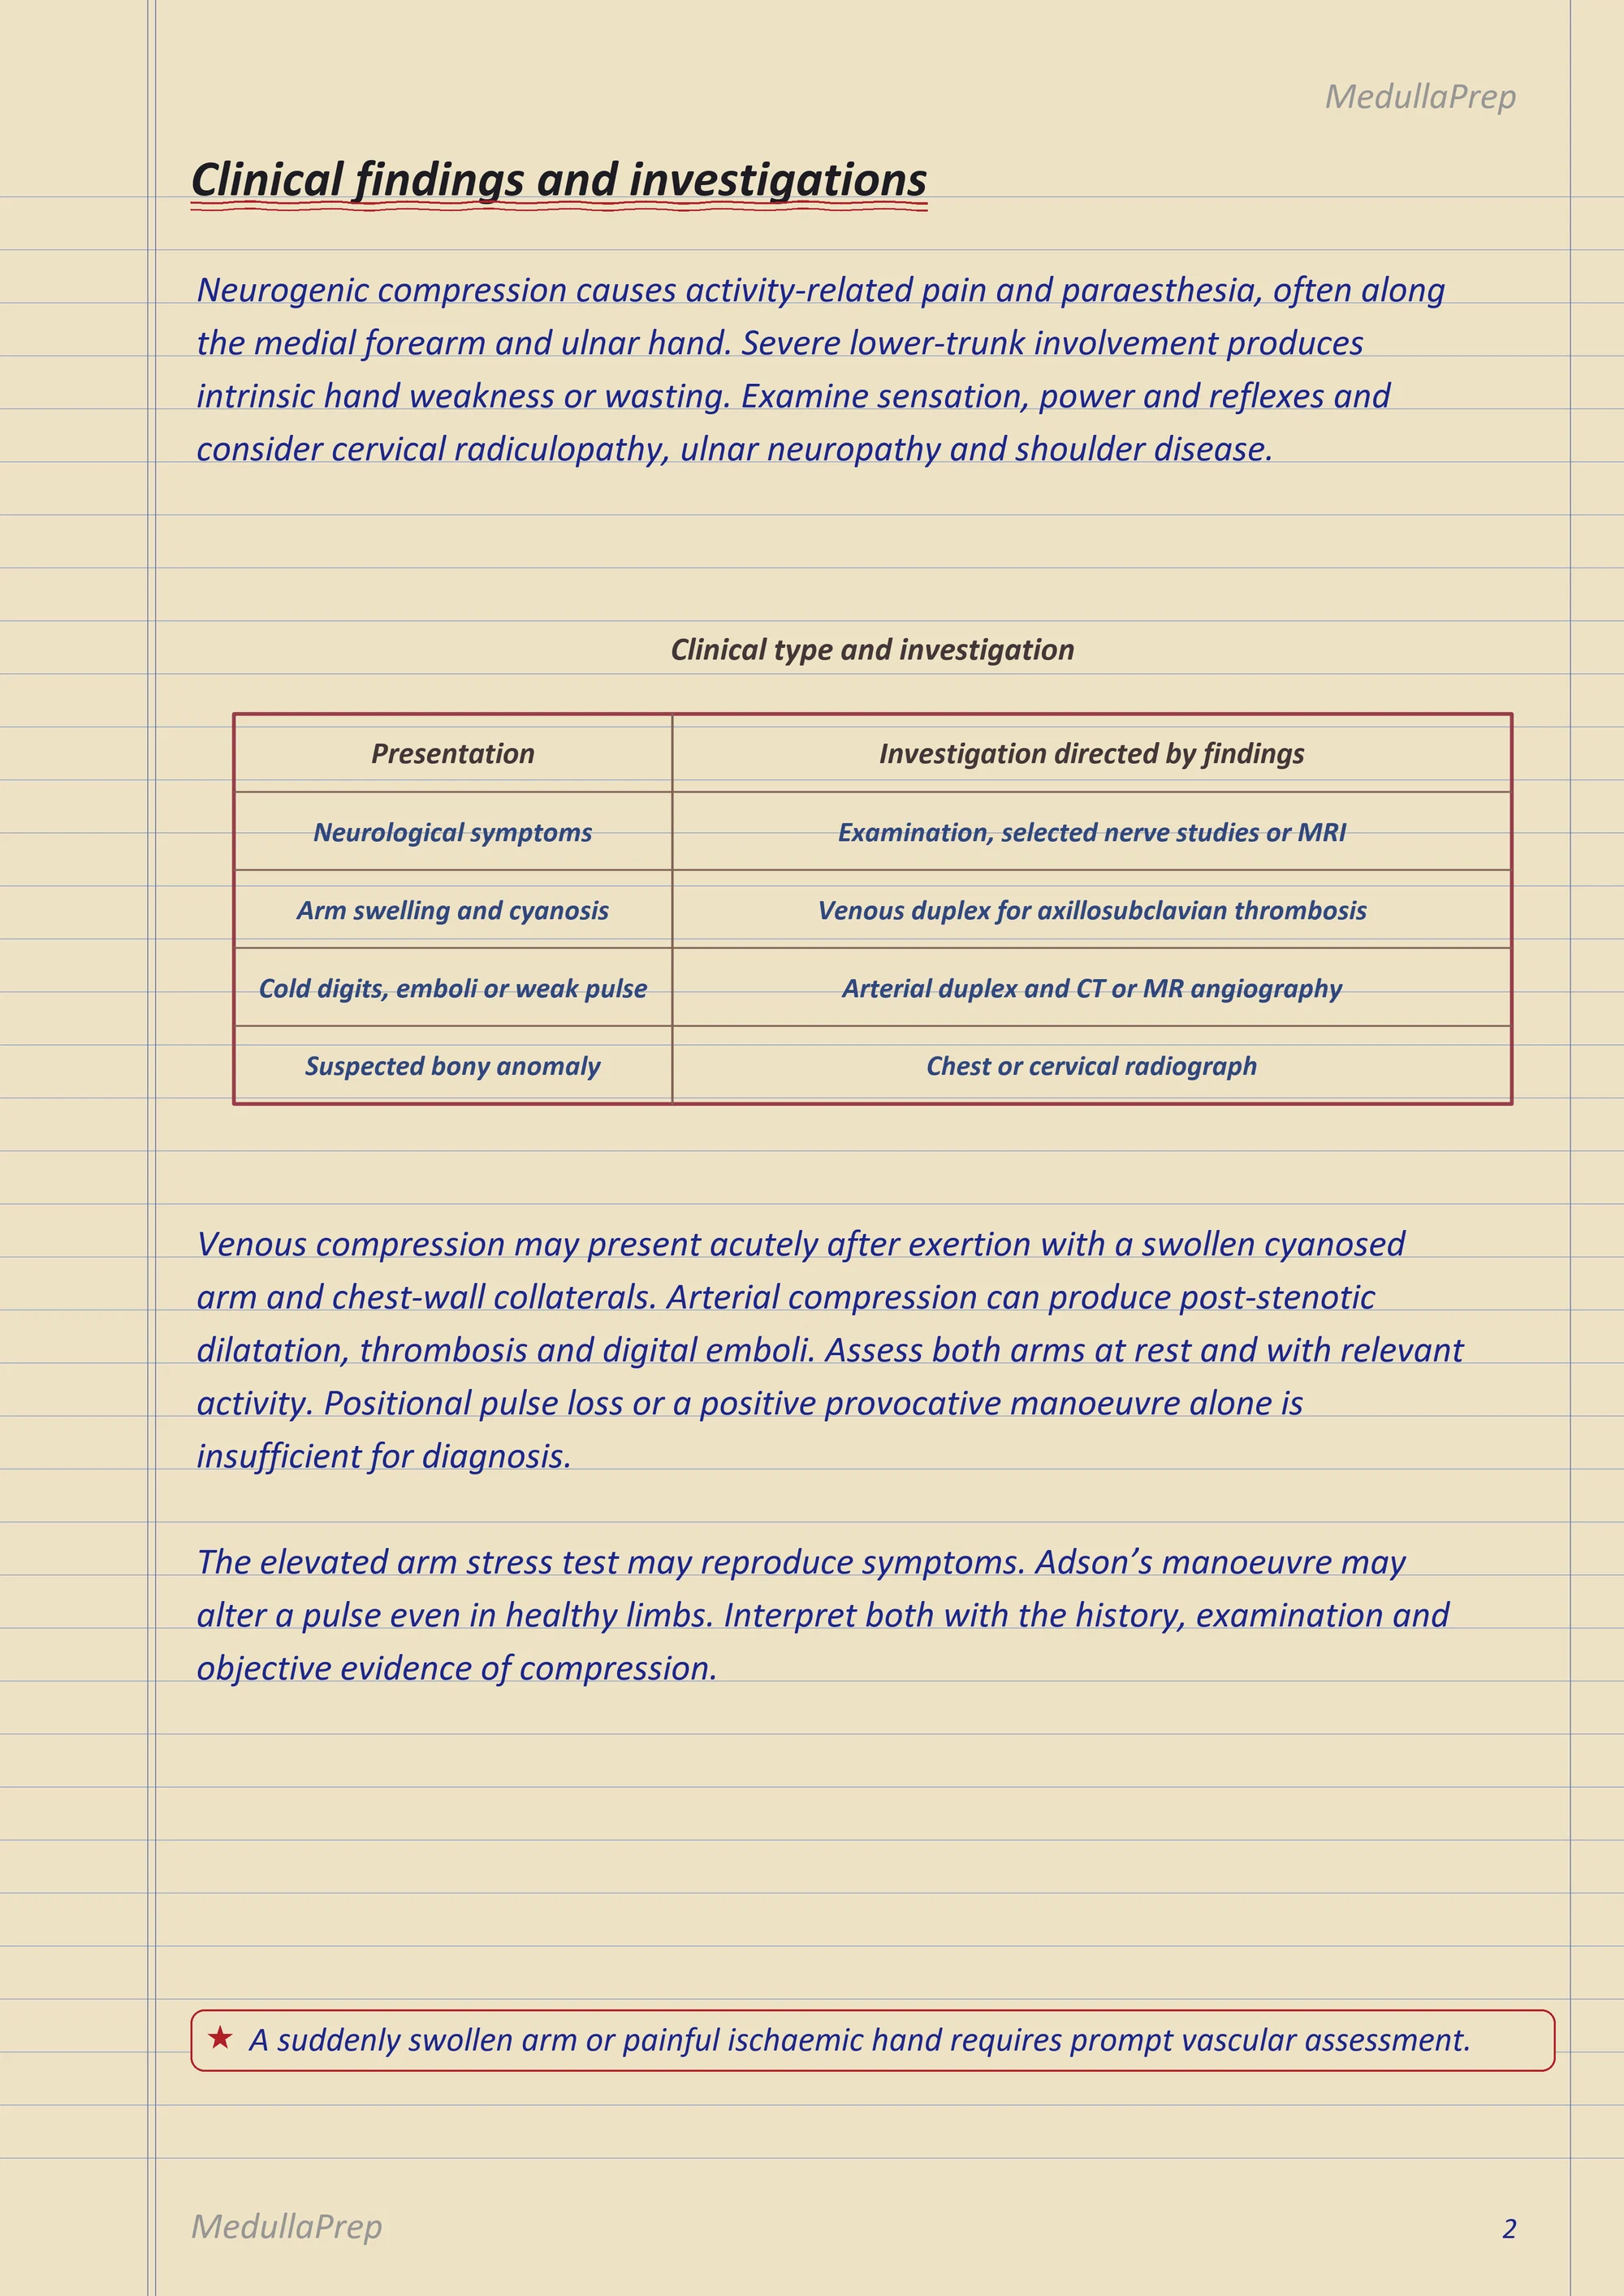 MedullaPrep
Clinical findings and investigations
Neurogenic compression causes activity-related pain and paraesthesia, often along
the medial forearm and ulnar hand. Severe lower-trunk involvement produces
intrinsic hand weakness or wasting. Examine sensation, power and reflexes and
consider cervical radiculopathy, ulnar neuropathy and shoulder disease.
Clinical type and investigation
Presentation Investigation directed by findings
Neurological symptoms Examination, selected nerve studies or MRI
Arm swelling and cyanosis Venous duplex for axillosubclavian thrombosis
Cold digits, emboli or weak pulse Arterial duplex and CT or MR angiography
Suspected bony anomaly Chest or cervical radiograph
Venous compression may present acutely after exertion with a swollen cyanosed
arm and chest-wall collaterals. Arterial compression can produce post-stenotic
dilatation, thrombosis and digital emboli. Assess both arms at rest and with relevant
activity. Positional pulse loss or a positive provocative manoeuvre alone is
insufficient for diagnosis.
The elevated arm stress test may reproduce symptoms. Adson’s manoeuvre may
alter a pulse even in healthy limbs. Interpret both with the history, examination and
objective evidence of compression.
★ A suddenly swollen arm or painful ischaemic hand requires prompt vascular assessment.
MedullaPrep 2